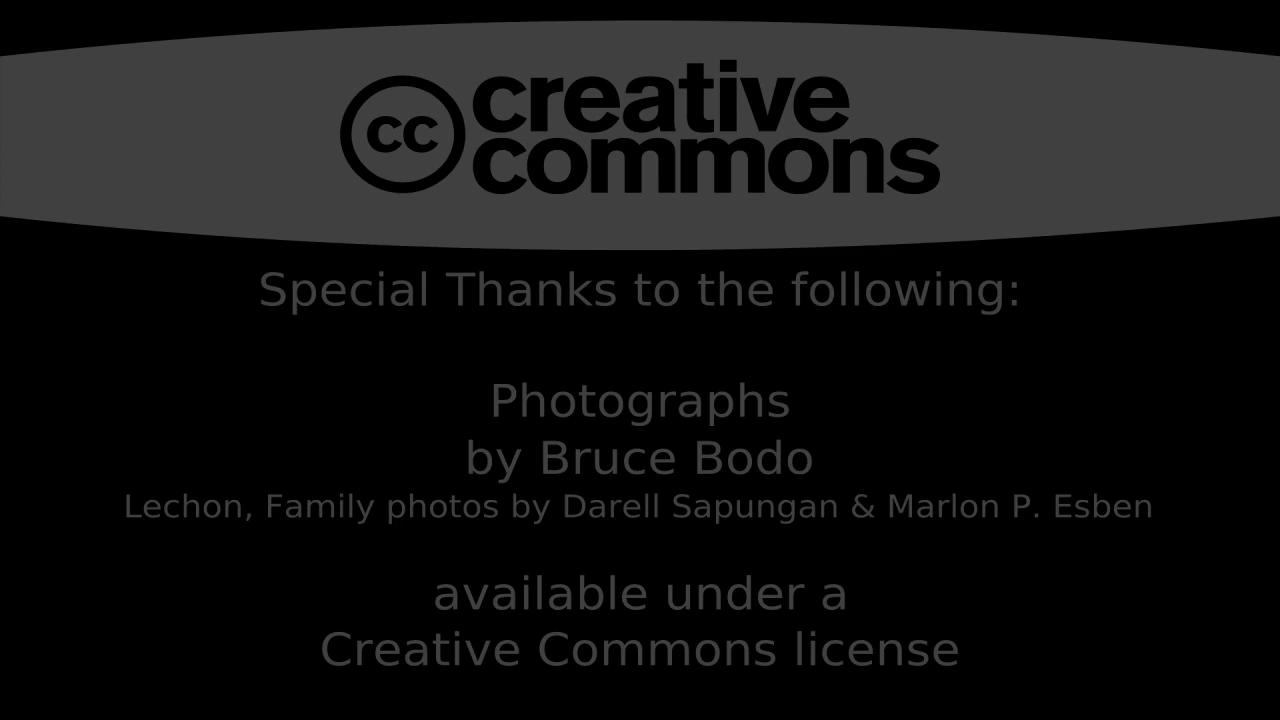 cc creative
commons
Special Thanks to the following:
Photographs
by Bruce Bodo
Lechon, Family photos by Darell Sapungan & Marlon P. Esben
available under a
Creative Commons license